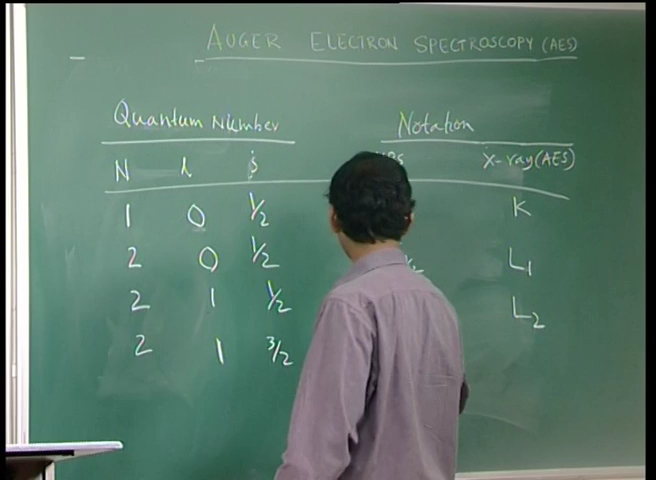 AUGER ELECTRON SPECTROSCOPY (AES)
Quantum Number Notation
N l j X-ray (AES)
1 0 1/2 K
2 0 1/2 L1
2 1 1/2 L2
2 1 3/2